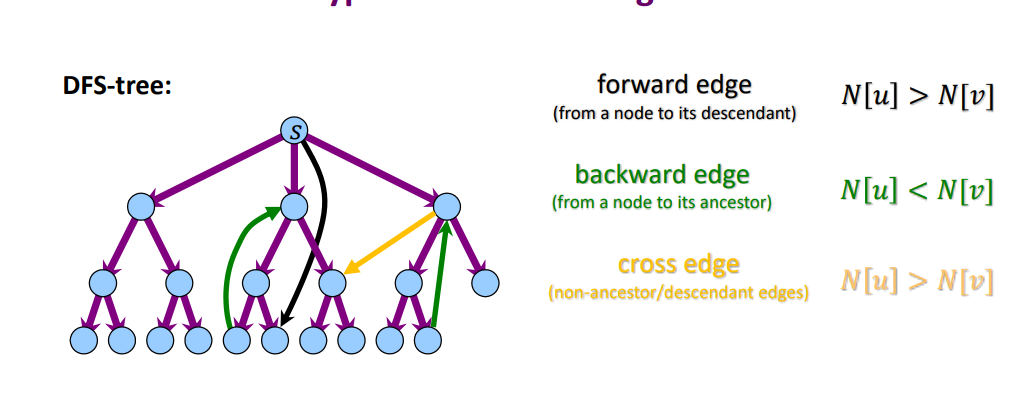 DFS-tree:
S
forward edge
(from a node to its descendant)
N[u] > N[v]
backward edge
(from a node to its ancestor)
N[u] < N[v]
cross edge
(non-ancestor/descendant edges)
N[u] > N[v]